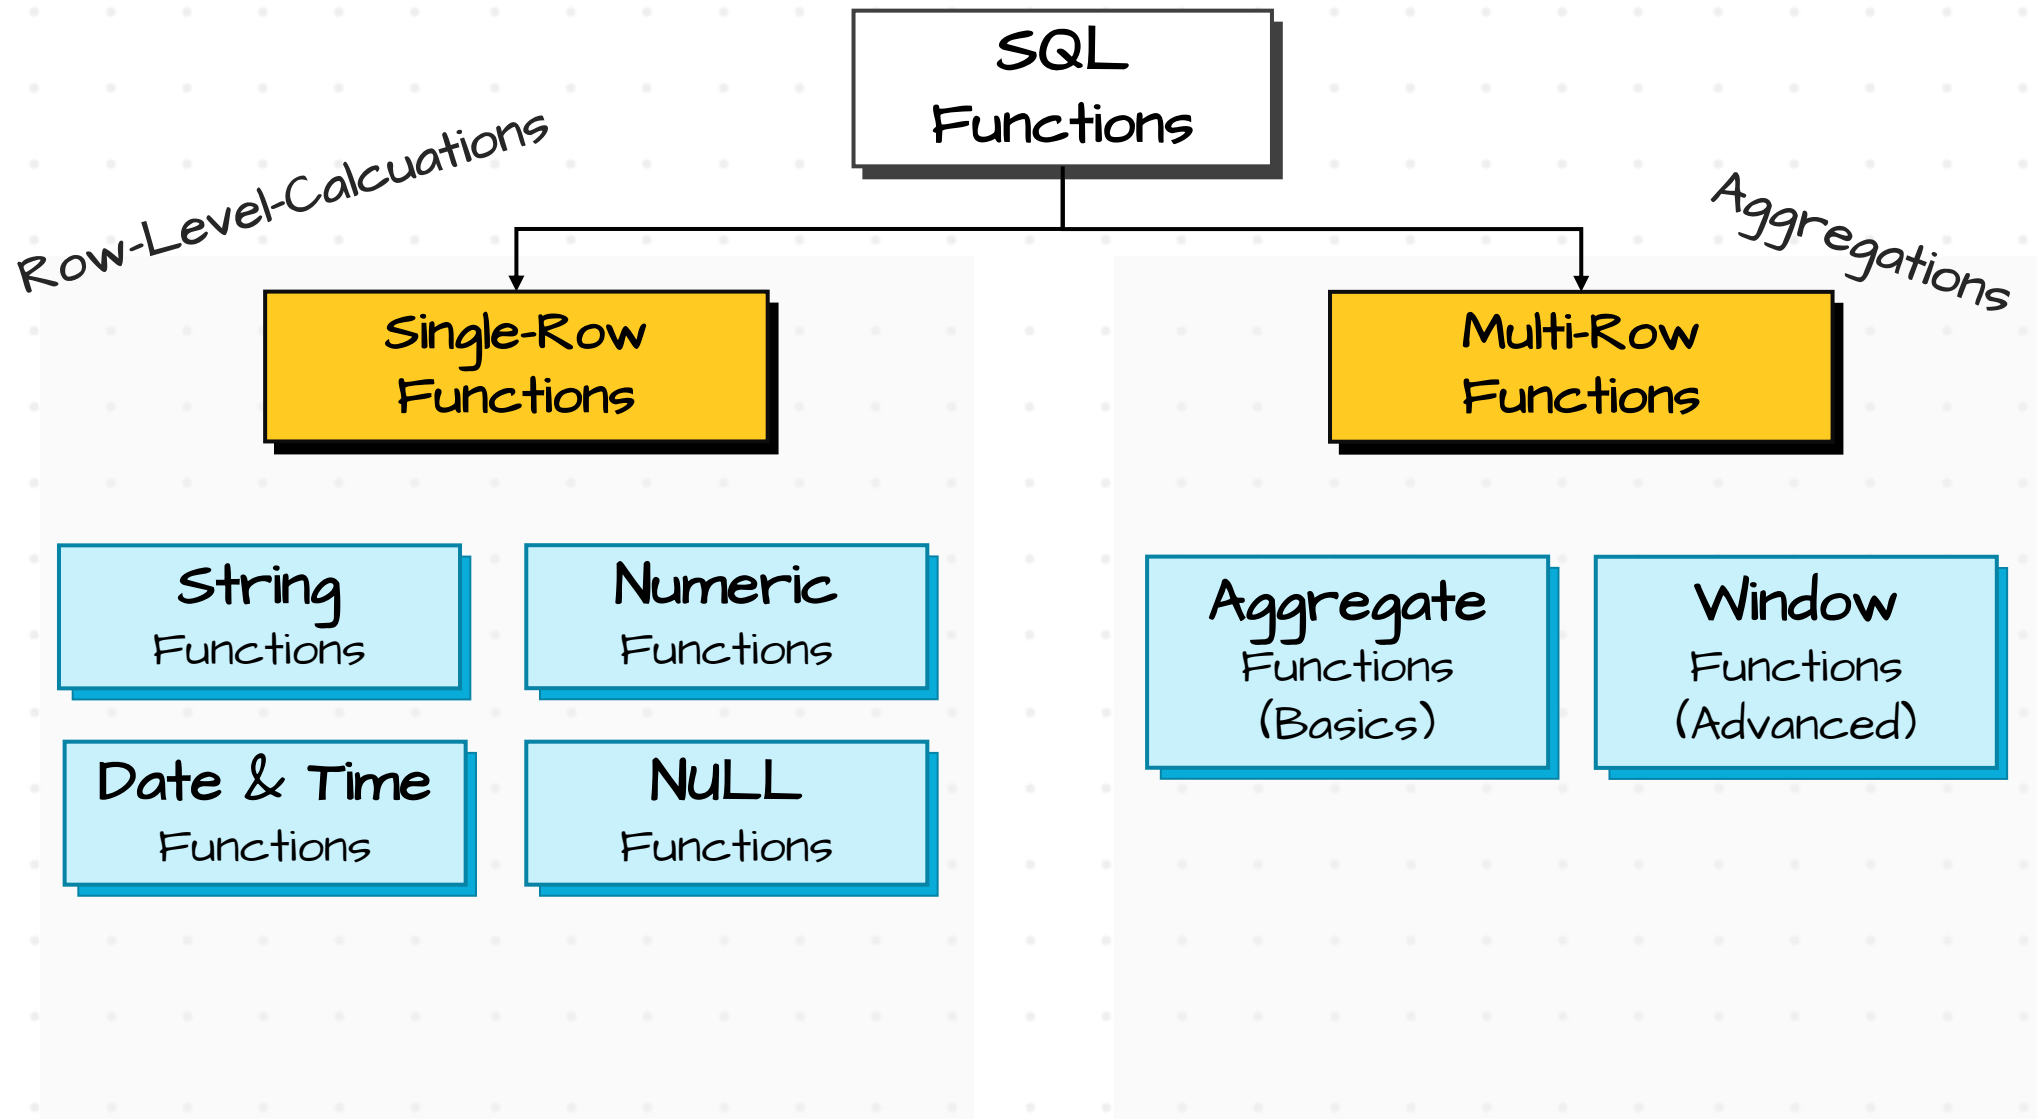 SQL
Functions
Row-Level-Calcuations
Aggregations
Single-Row
Functions
Multi-Row
Functions
String
Functions
Numeric
Functions
Aggregate
Functions
(Basics)
Window
Functions
(Advanced)
Date & Time
Functions
NULL
Functions